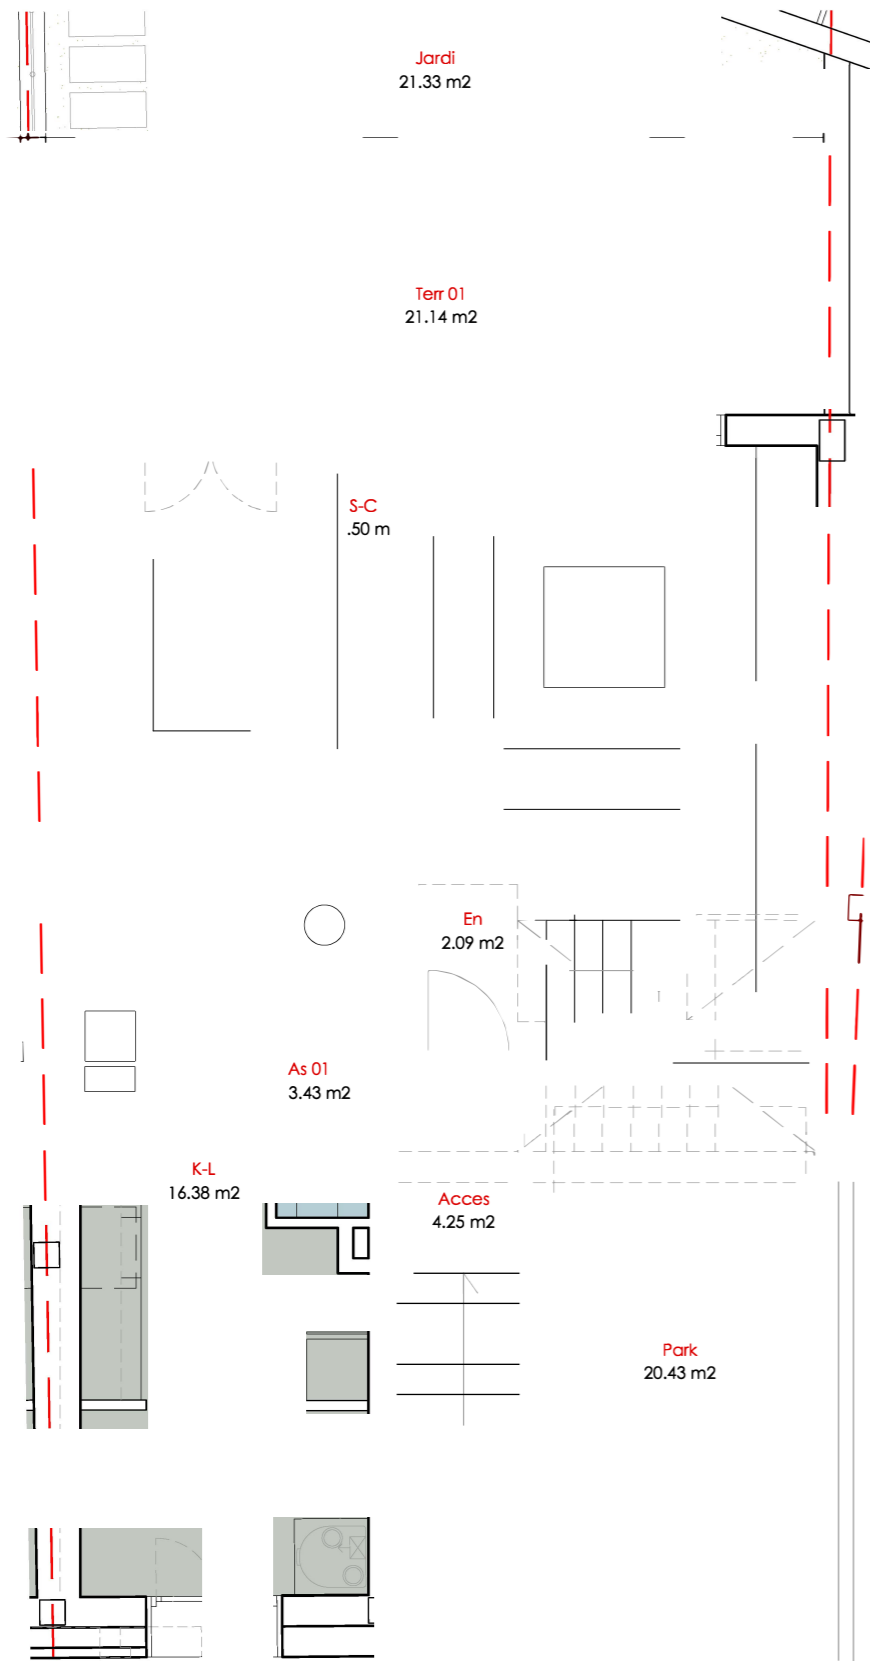 Jardi
21.33 m2
Terr 01
21.14 m2
S-C
.50 m
En
2.09 m2
As 01
3.43 m2
K-L
16.38 m2
Acces
4.25 m2
Park
20.43 m2